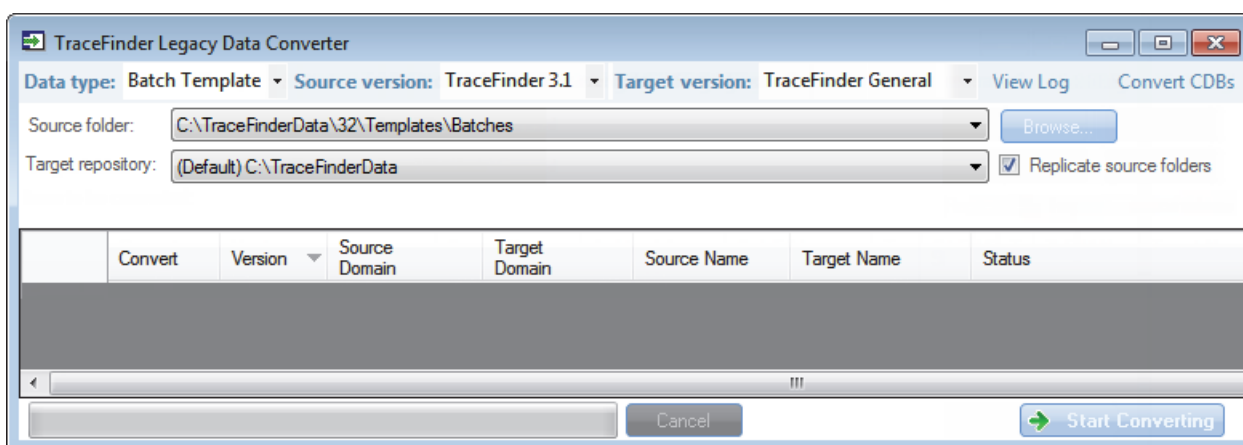 TraceFinder Legacy Data Converter
Data type: Batch Template Source version: TraceFinder 3.1 Target version: TraceFinder General View Log Convert CDBs
Source folder: C:\TraceFinderData\32\Templates\Batches Browse...
Target repository: (Default) C:\TraceFinderData Replicate source folders
Convert Version Source Domain Target Domain Source Name Target Name Status
Cancel Start Converting